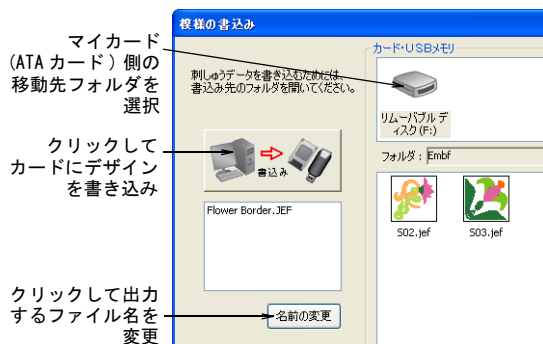 模様の書込み
マイカード
(ATA カード ) 側の
移動先フォルダを
選択
カード・USBメモリ
刺しゅうデータを書き込むためには、
書込み先のフォルダを開いてください。
リムーバブル デ
ィスク (F:)
クリックして
カードにデザイン
を書き込み
書込み
フォルダ : Embf
Flower Border.JEF
S02.jef
S03.jef
クリックして出力
するファイル名を
変更
名前の変更